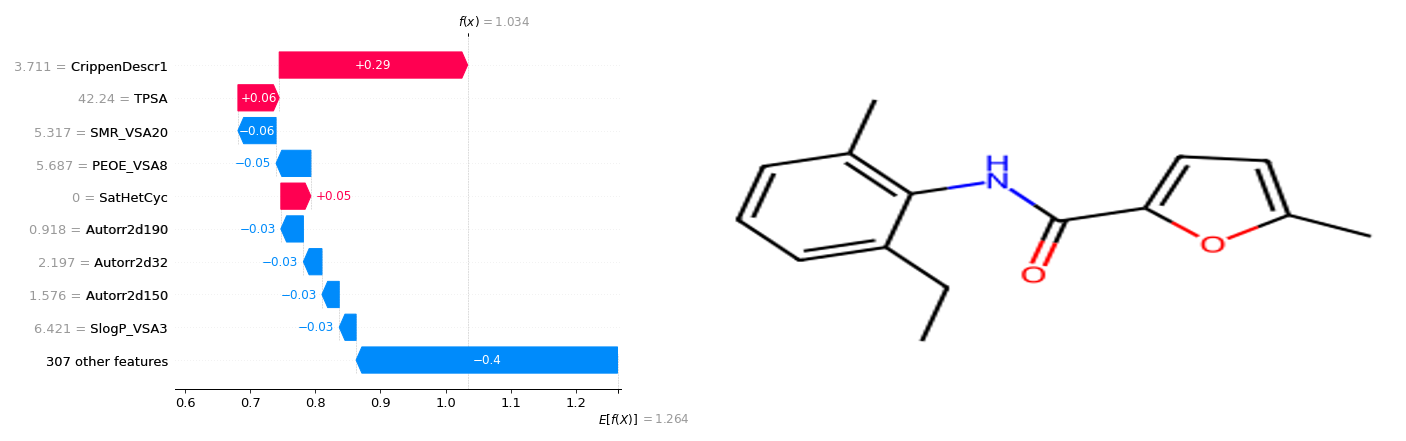 f(x) = 1.034
3.711 = CrippenDescr1
+0.29
42.24 = TPSA
+0.06
5.317 = SMR_VSA20
−0.06
5.687 = PEOE_VSA8
−0.05
0 = SatHetCyc
+0.05
0.918 = Autorr2d190
−0.03
2.197 = Autorr2d32
−0.03
1.576 = Autorr2d150
−0.03
6.421 = SlogP_VSA3
−0.03
307 other features
−0.4
0.6 0.7 0.8 0.9 1.0 1.1 1.2
E[f(X)] = 1.264
H
N
O
O